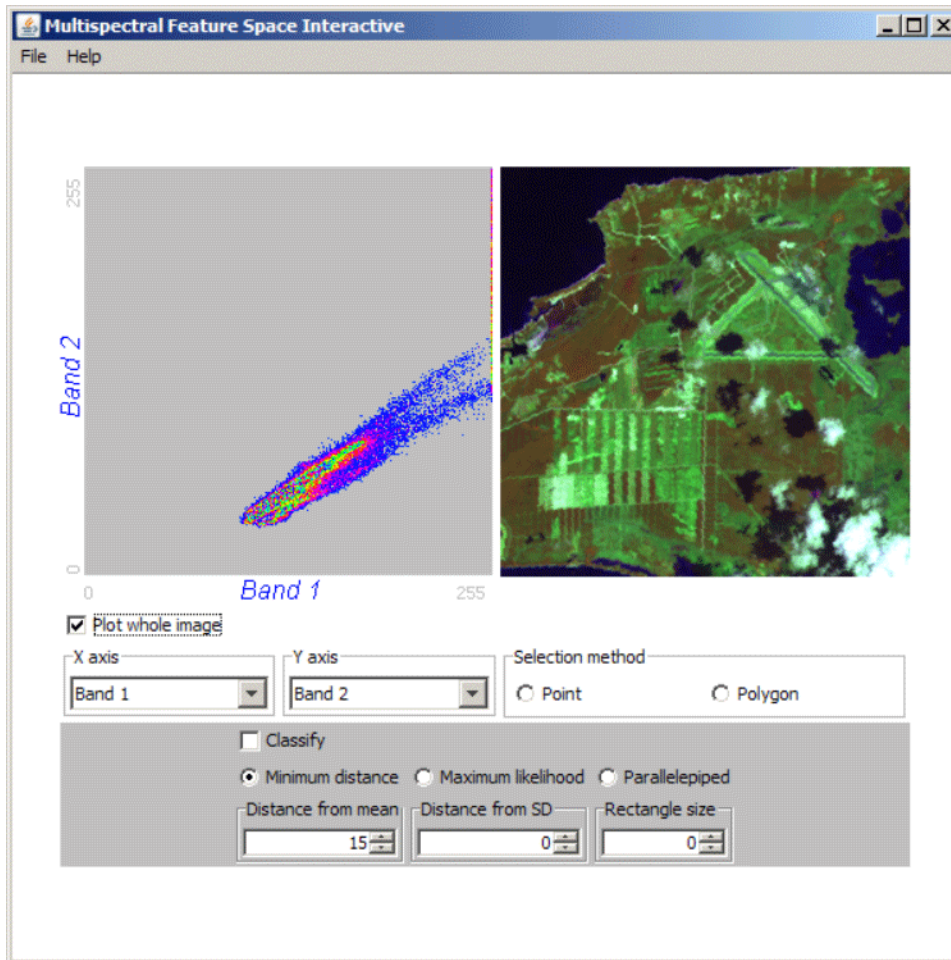 Multispectral Feature Space Interactive
File Help
255
Band 2
0
0 Band 1 255
Plot whole image
X axis Y axis Selection method
Band 1 Band 2 Point Polygon
Classify
Minimum distance Maximum likelihood Parallelepiped
Distance from mean Distance from SD Rectangle size
15 0 0